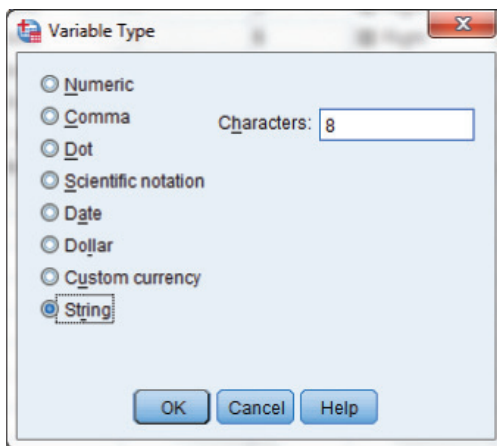 Variable Type
Numeric
Comma
Characters: 8
Dot
Scientific notation
Date
Dollar
Custom currency
String
OK Cancel Help